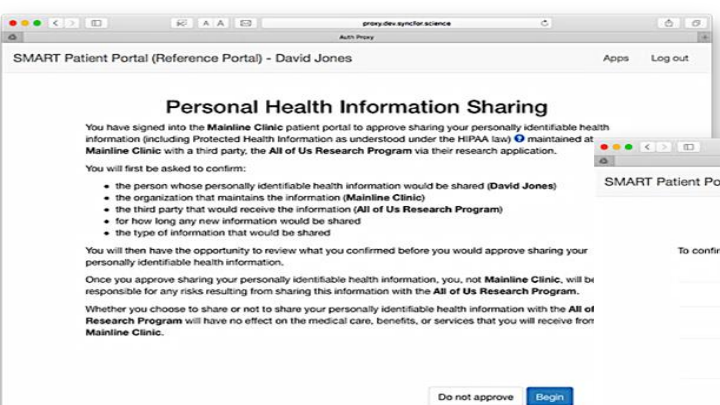 proxy.dev.syncfor.science
Auth Proxy
SMART Patient Portal (Reference Portal) - David Jones
Apps Log out
Personal Health Information Sharing
You have signed into the Mainline Clinic patient portal to approve sharing your personally identifiable health
information (including Protected Health Information as understood under the HIPAA law) ? maintained at
Mainline Clinic with a third party, the All of Us Research Program via their research application.
You will first be asked to confirm:
• the person whose personally identifiable health information would be shared (David Jones)
• the organization that maintains the information (Mainline Clinic)
• the third party that would receive the information (All of Us Research Program)
• for how long any new information would be shared
• the type of information that would be shared
You will then have the opportunity to review what you confirmed before you would approve sharing your
personally identifiable health information.
Once you approve sharing your personally identifiable health information, you, not Mainline Clinic, will be
responsible for any risks resulting from sharing this information with the All of Us Research Program.
Whether you choose to share or not to share your personally identifiable health information with the All of
Research Program will have no effect on the medical care, benefits, or services that you will receive from
Mainline Clinic.
Do not approve Begin
SMART Patient Po
To confir